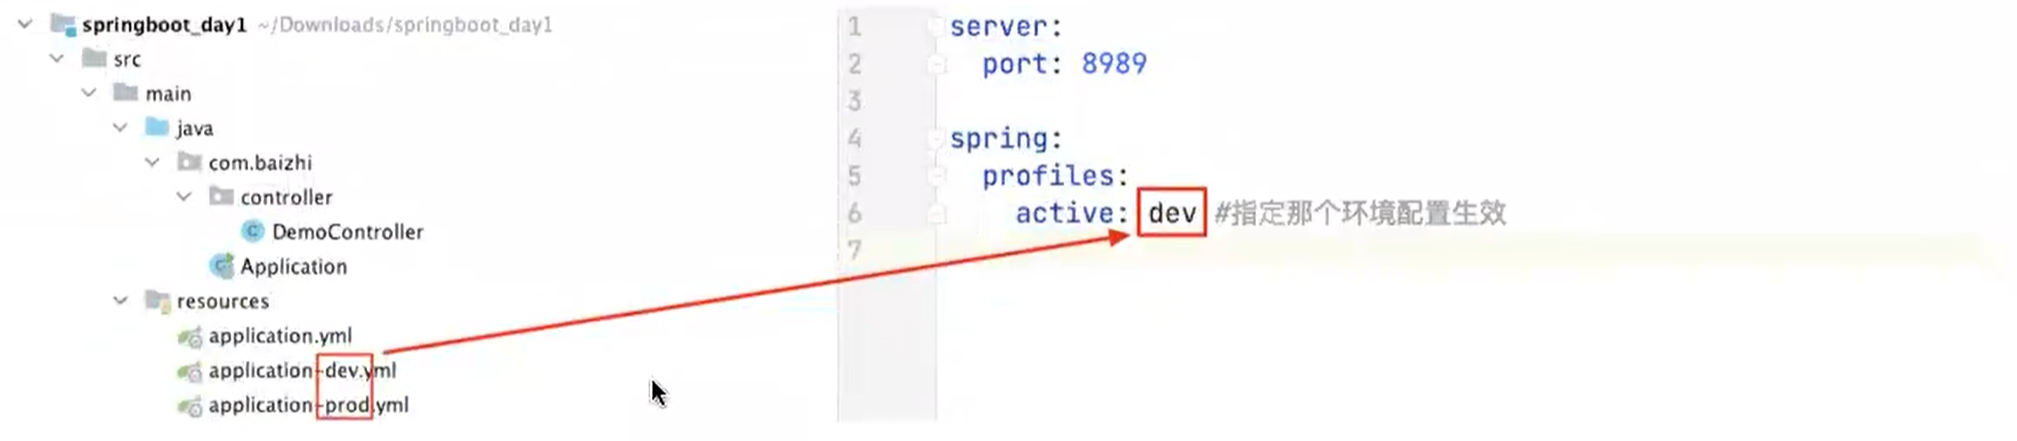 springboot_day1 ~/Downloads/springboot_day1
src
main
java
com.baizhi
controller
DemoController
Application
resources
application.yml
application-dev.yml
application-prod.yml
1 server:
2 port: 8989
3
4 spring:
5 profiles:
6 active: dev #指定那个环境配置生效
7